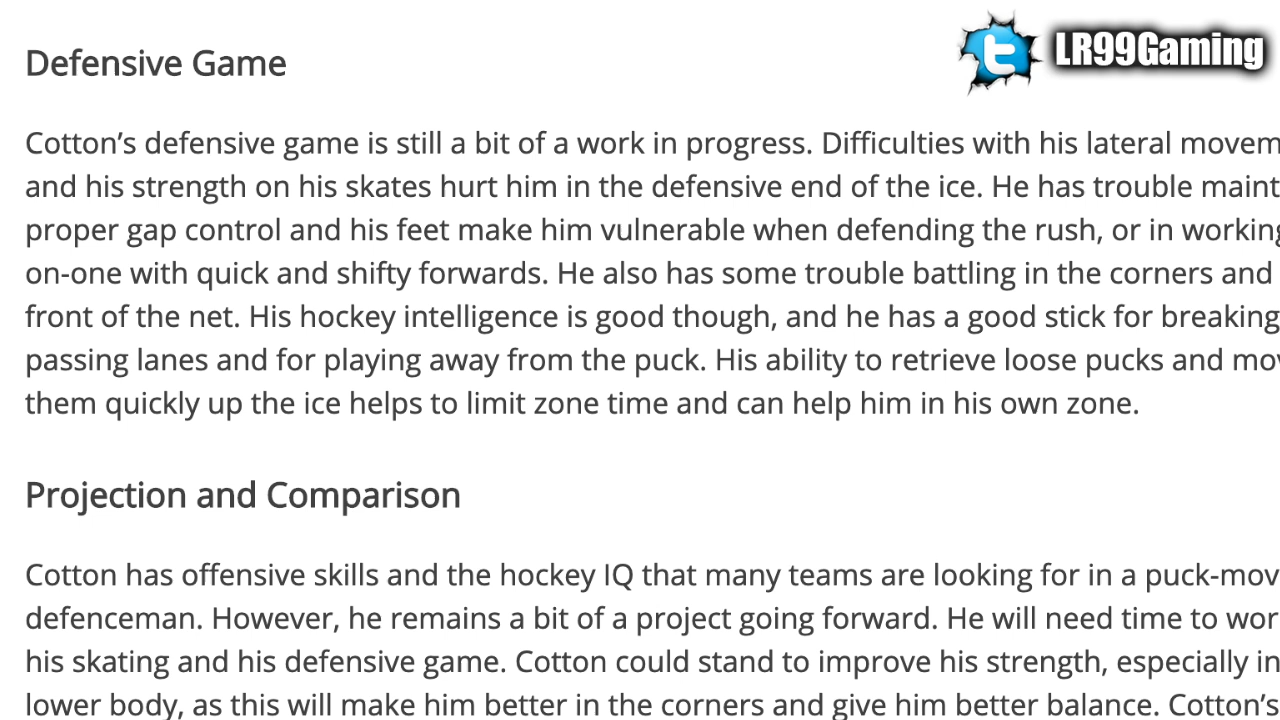 LR99Gaming
Defensive Game
Cotton’s defensive game is still a bit of a work in progress. Difficulties with his lateral movem
and his strength on his skates hurt him in the defensive end of the ice. He has trouble maint
proper gap control and his feet make him vulnerable when defending the rush, or in working
on-one with quick and shifty forwards. He also has some trouble battling in the corners and
front of the net. His hockey intelligence is good though, and he has a good stick for breaking
passing lanes and for playing away from the puck. His ability to retrieve loose pucks and mov
them quickly up the ice helps to limit zone time and can help him in his own zone.
Projection and Comparison
Cotton has offensive skills and the hockey IQ that many teams are looking for in a puck-mov
defenceman. However, he remains a bit of a project going forward. He will need time to wor
his skating and his defensive game. Cotton could stand to improve his strength, especially in
lower body, as this will make him better in the corners and give him better balance. Cotton’s